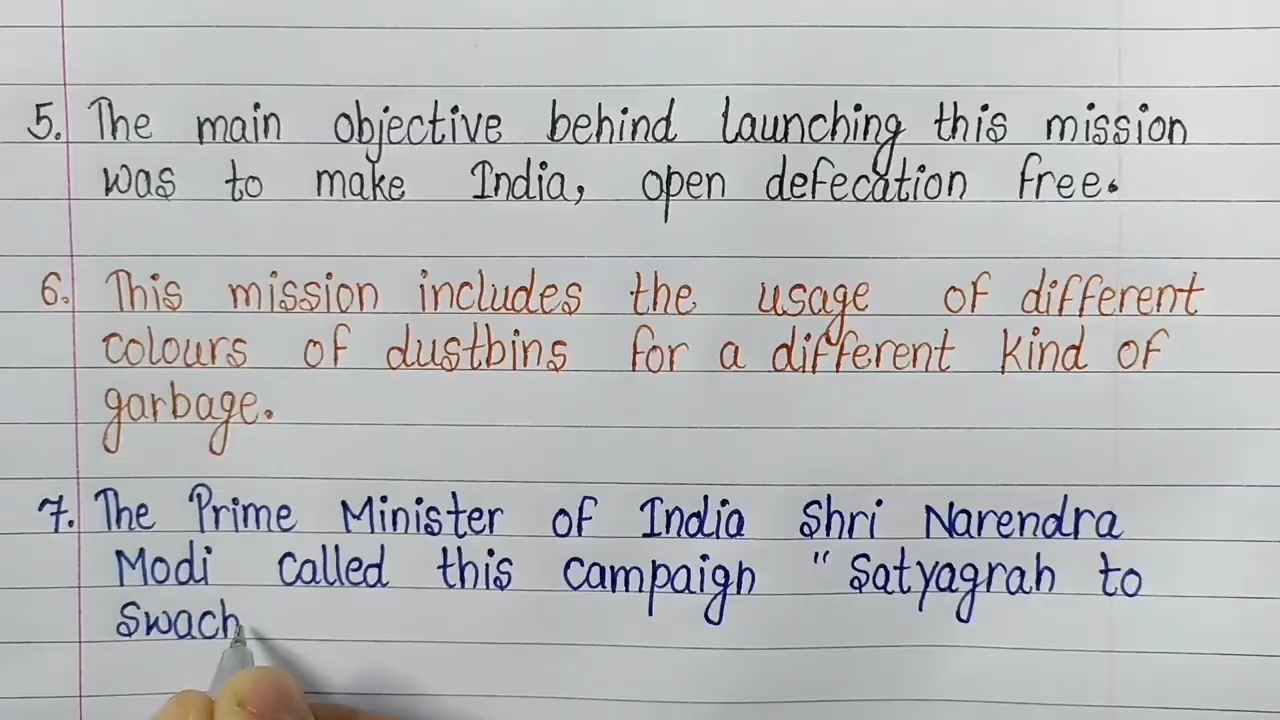 5. The main objective behind launching this mission
was to make India, open defecation free.
6. This mission includes the usage of different
colours of dustbins for a different kind of
garbage.
7. The Prime Minister of India Shri Narendra
Modi called this campaign "Satyagrah to
Swach